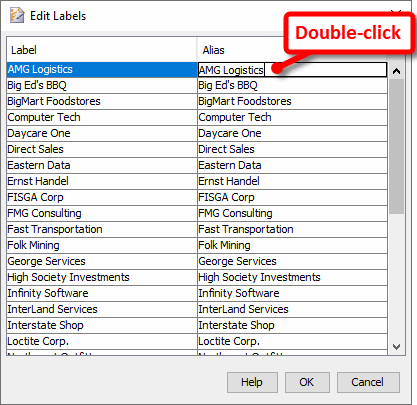 Edit Labels
Double-click
Label Alias
AMG Logistics AMG Logistics
Big Ed's BBQ Big Ed's BBQ
BigMart Foodstores BigMart Foodstores
Computer Tech Computer Tech
Daycare One Daycare One
Direct Sales Direct Sales
Eastern Data Eastern Data
Ernst Handel Ernst Handel
FISGA Corp FISGA Corp
FMG Consulting FMG Consulting
Fast Transportation Fast Transportation
Folk Mining Folk Mining
George Services George Services
High Society Investments High Society Investments
Infinity Software Infinity Software
InterLand Services InterLand Services
Interstate Shop Interstate Shop
Loctite Corp. Loctite Corp.
Help OK Cancel